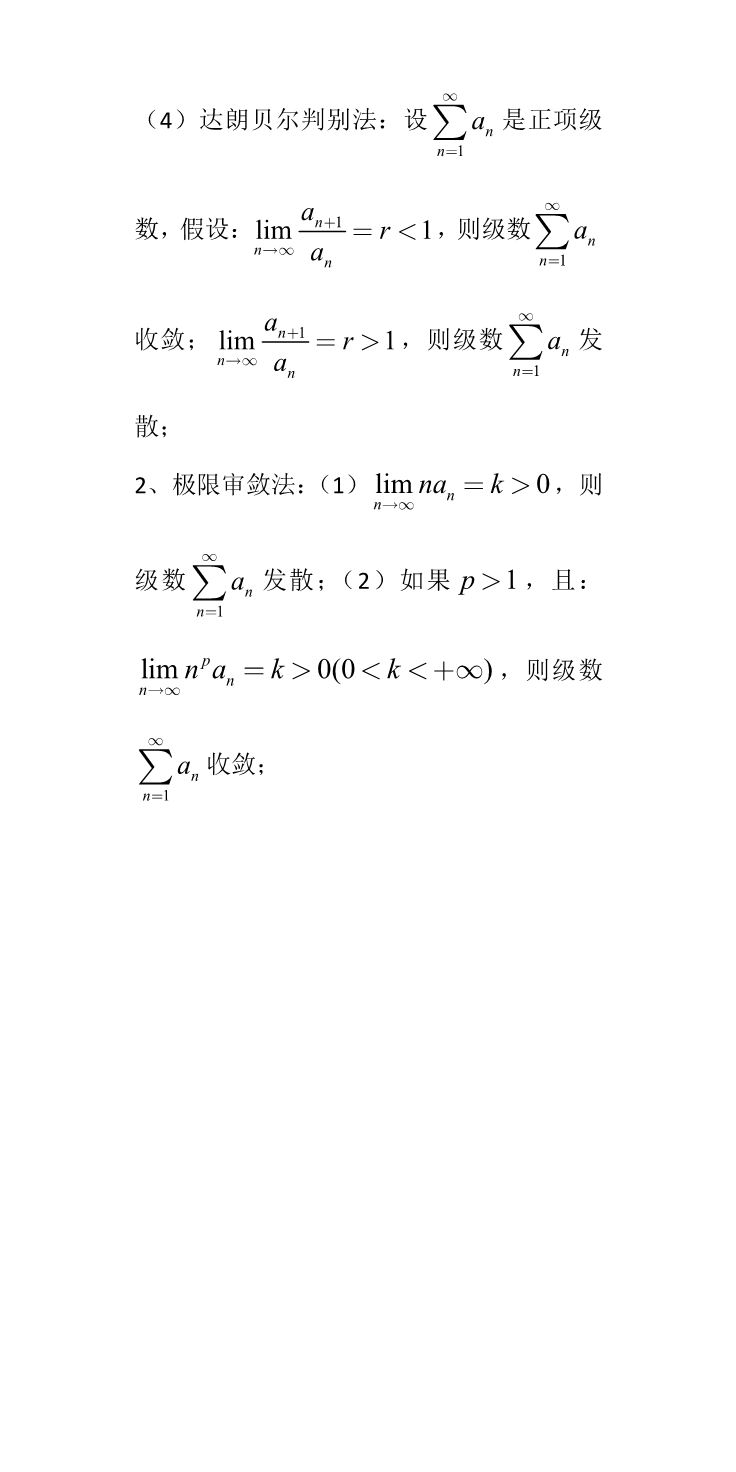 （4）达朗贝尔判别法：设 $\sum_{n=1}^{\infty} a_n$ 是正项级
数，假设：$\lim_{n\to\infty} \frac{a_{n+1}}{a_n} = r < 1$，则级数 $\sum_{n=1}^{\infty} a_n$
收敛；$\lim_{n\to\infty} \frac{a_{n+1}}{a_n} = r > 1$，则级数 $\sum_{n=1}^{\infty} a_n$ 发
散；
2、极限审敛法：（1）$\lim_{n\to\infty} na_n = k > 0$，则
级数 $\sum_{n=1}^{\infty} a_n$ 发散；（2）如果 $p > 1$，且：
$\lim_{n\to\infty} n^p a_n = k > 0 (0 < k < +\infty)$，则级数
$\sum_{n=1}^{\infty} a_n$ 收敛；